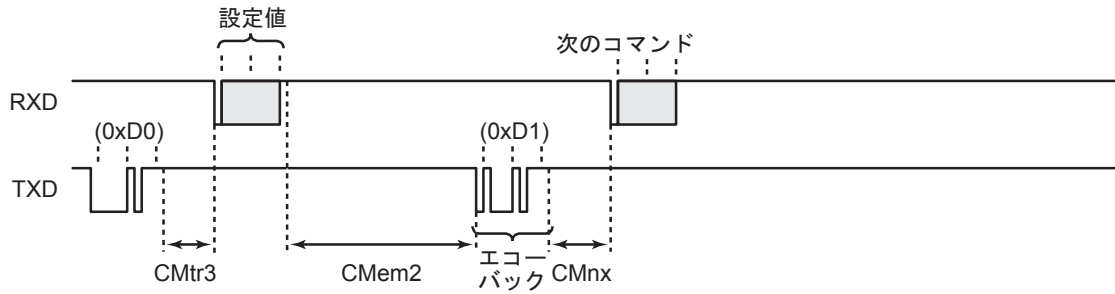 設定値
次のコマンド
RXD
(0xD0)
(0xD1)
TXD
CMtr3
CMem2
エコー
バック
CMnx